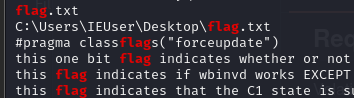 flag.txt
C:\Users\IEUser\Desktop\flag.txt
#pragma classflags("forceupdate")
this one bit flag indicates whether or not
this flag indicates if wbinvd works EXCEPT
this flag indicates that the C1 state is su